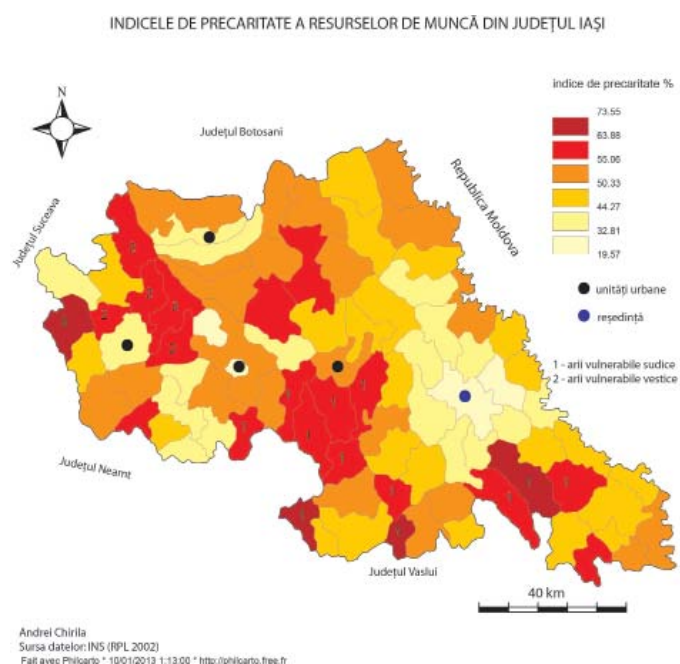 INDICELE DE PRECARITATE A RESURSELOR DE MUNCĂ DIN JUDEȚUL IAȘI
indice de precaritate %
73.55
63.88
55.06
50.33
44.27
32.81
19.57
unități urbane
reședință
1 - arii vulnerabile sudice
2 - arii vulnerabile vestice
N
Județul Botosani
Republica Moldova
Județul Suceava
Județul Neamt
Județul Vaslui
40 km
Andrei Chirila
Sursa datelor: INS (RPL 2002)
Fait avec Philcarto * 10/01/2013 1:13:00 * http://philcarto.free.fr